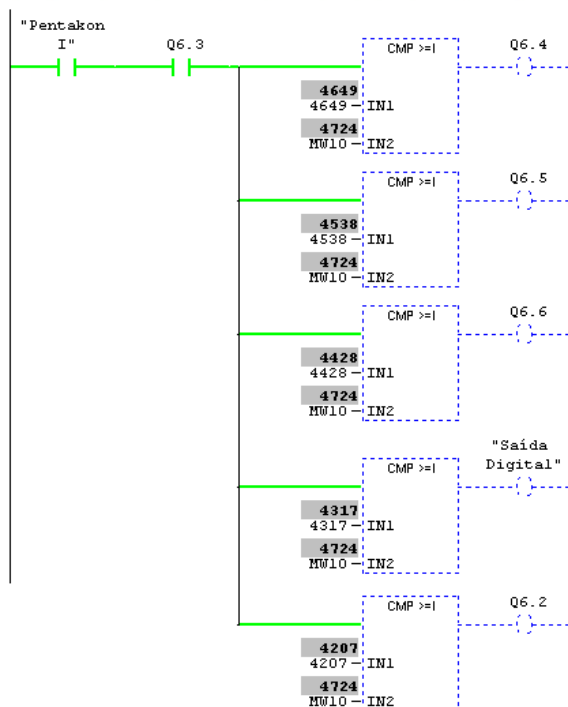 "Pentakon
I"
Q6.3
CMP >=I
Q6.4
4649
4649 IN1
4724
MW10 IN2
CMP >=I
Q6.5
4538
4538 IN1
4724
MW10 IN2
CMP >=I
Q6.6
4428
4428 IN1
4724
MW10 IN2
CMP >=I
"Saída
Digital"
4317
4317 IN1
4724
MW10 IN2
CMP >=I
Q6.2
4207
4207 IN1
4724
MW10 IN2